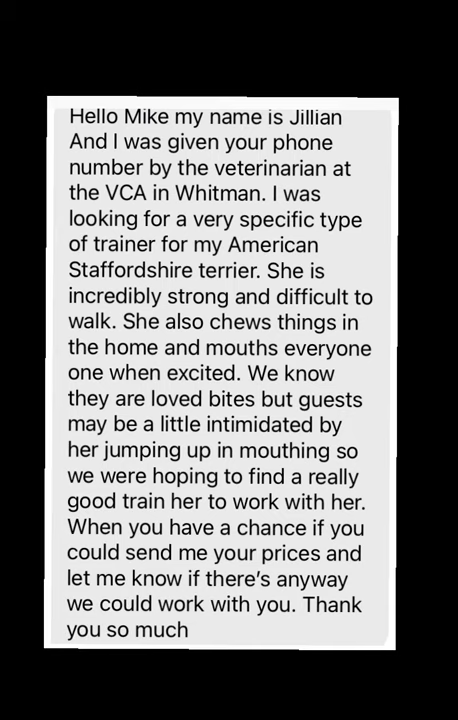 Hello Mike my name is Jillian
And I was given your phone
number by the veterinarian at
the VCA in Whitman. I was
looking for a very specific type
of trainer for my American
Staffordshire terrier. She is
incredibly strong and difficult to
walk. She also chews things in
the home and mouths everyone
one when excited. We know
they are loved bites but guests
may be a little intimidated by
her jumping up in mouthing so
we were hoping to find a really
good train her to work with her.
When you have a chance if you
could send me your prices and
let me know if there’s anyway
we could work with you. Thank
you so much